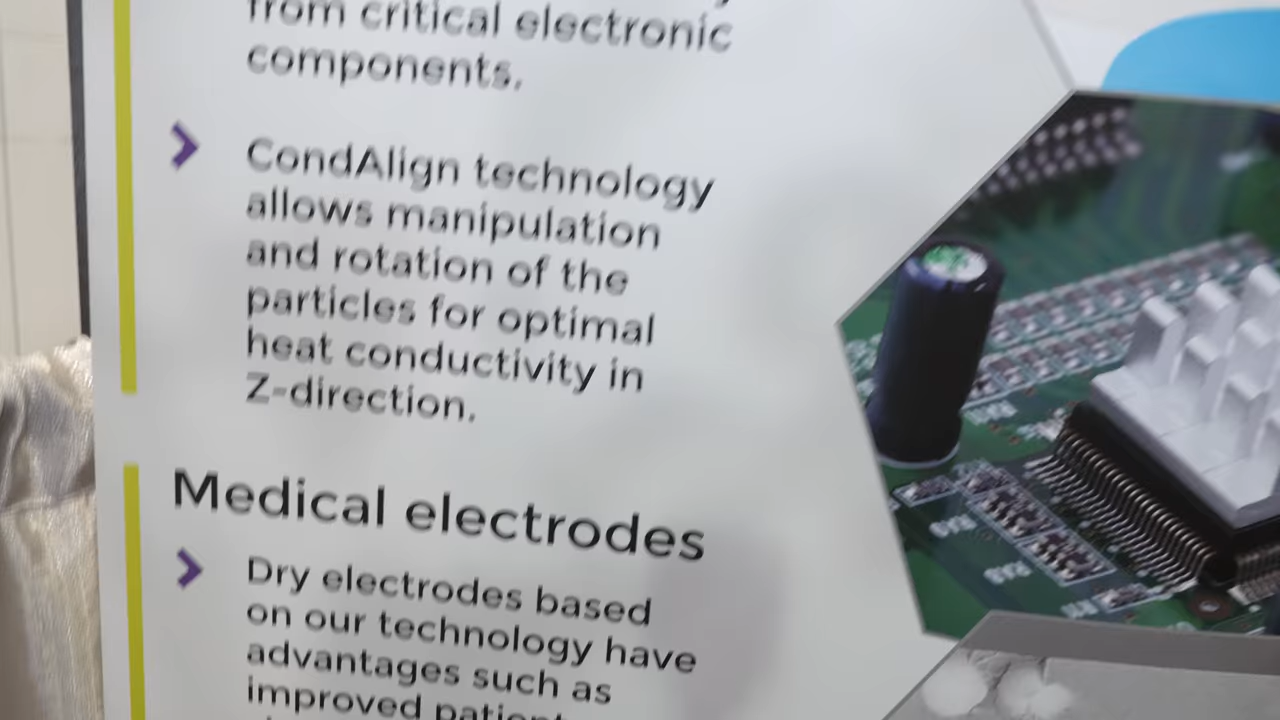 from critical electronic
components.
CondAlign technology
allows manipulation
and rotation of the
particles for optimal
heat conductivity in
Z-direction.
Medical electrodes
Dry electrodes based
on our technology have
advantages such as
improved patient